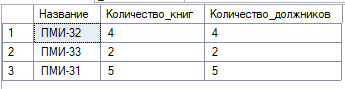 Название Количество_книг Количество_должников
1 ПМИ-32 4 4
2 ПМИ-33 2 2
3 ПМИ-31 5 5